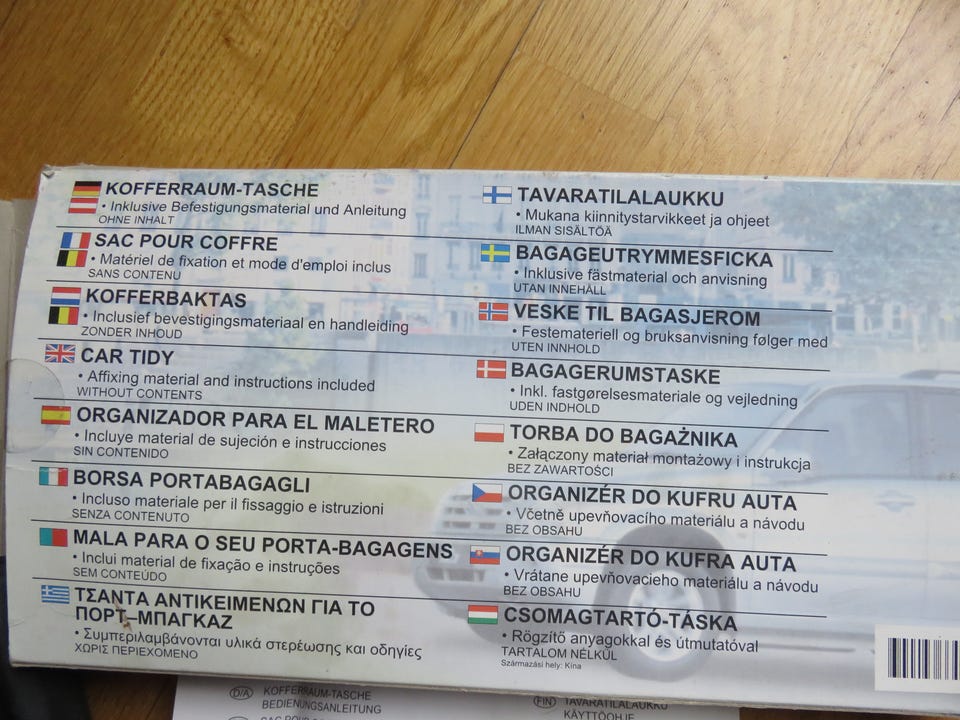 KOFFERRAUM-TASCHE
• Inklusive Befestigungsmaterial und Anleitung
OHNE INHALT
SAC POUR COFFRE
• Matériel de fixation et mode d'emploi inclus
SANS CONTENU
KOFFERBAKTAS
• Inclusief bevestigingsmateriaal en handleiding
ZONDER INHOUD
CAR TIDY
• Affixing material and instructions included
WITHOUT CONTENTS
ORGANIZADOR PARA EL MALETERO
• Incluye material de sujeción e instrucciones
SIN CONTENIDO
BORSA PORTABAGAGLI
• Incluso materiale per il fissaggio e istruzioni
SENZA CONTENUTO
MALA PARA O SEU PORTA-BAGAGENS
• Inclui material de fixação e instruções
SEM CONTEÚDO
ΤΣΑΝΤΑ ΑΝΤΙΚΕΙΜΕΝΩΝ ΓΙΑ ΤΟ
ΠΟΡΤ-ΜΠΑΓΚΑΖ
• Συμπεριλαμβάνονται υλικά στερέωσης και οδηγίες
ΧΩΡΙΣ ΠΕΡΙΕΧΟΜΕΝΟ
TAVARATILALAUKKU
• Mukana kiinnitystarvikkeet ja ohjeet
ILMAN SISÄLTÖÄ
BAGAGEUTRYMMESFICKA
• Inklusive fästmaterial och anvisning
UTAN INNEHÅLL
VESKE TIL BAGASJEROM
• Festemateriell og bruksanvisning følger med
UTEN INNHOLD
BAGAGERUMSTASKE
• Inkl. fastgørelsesmateriale og vejledning
UDEN INDHOLD
TORBA DO BAGAŻNIKA
• Załączony materiał montażowy i instrukcja
BEZ ZAWARTOŚCI
ORGANIZÉR DO KUFRU AUTA
• Včetně upevňovacího materiálu a návodu
BEZ OBSAHU
ORGANIZÉR DO KUFRA AUTA
• Vrátane upevňovacieho materiálu a návodu
BEZ OBSAHU
CSOMAGTARTÓ-TÁSKA
• Rögzítő anyagokkal és útmutatóval
TARTALOM NÉLKÜL
Származási hely: Kína
D/A KOFFERRAUM-TASCHE
BEDIENUNGSANLEITUNG
SAC POUR
FIN TAVARATILALAUKKU
KÄYTTÖOHJE